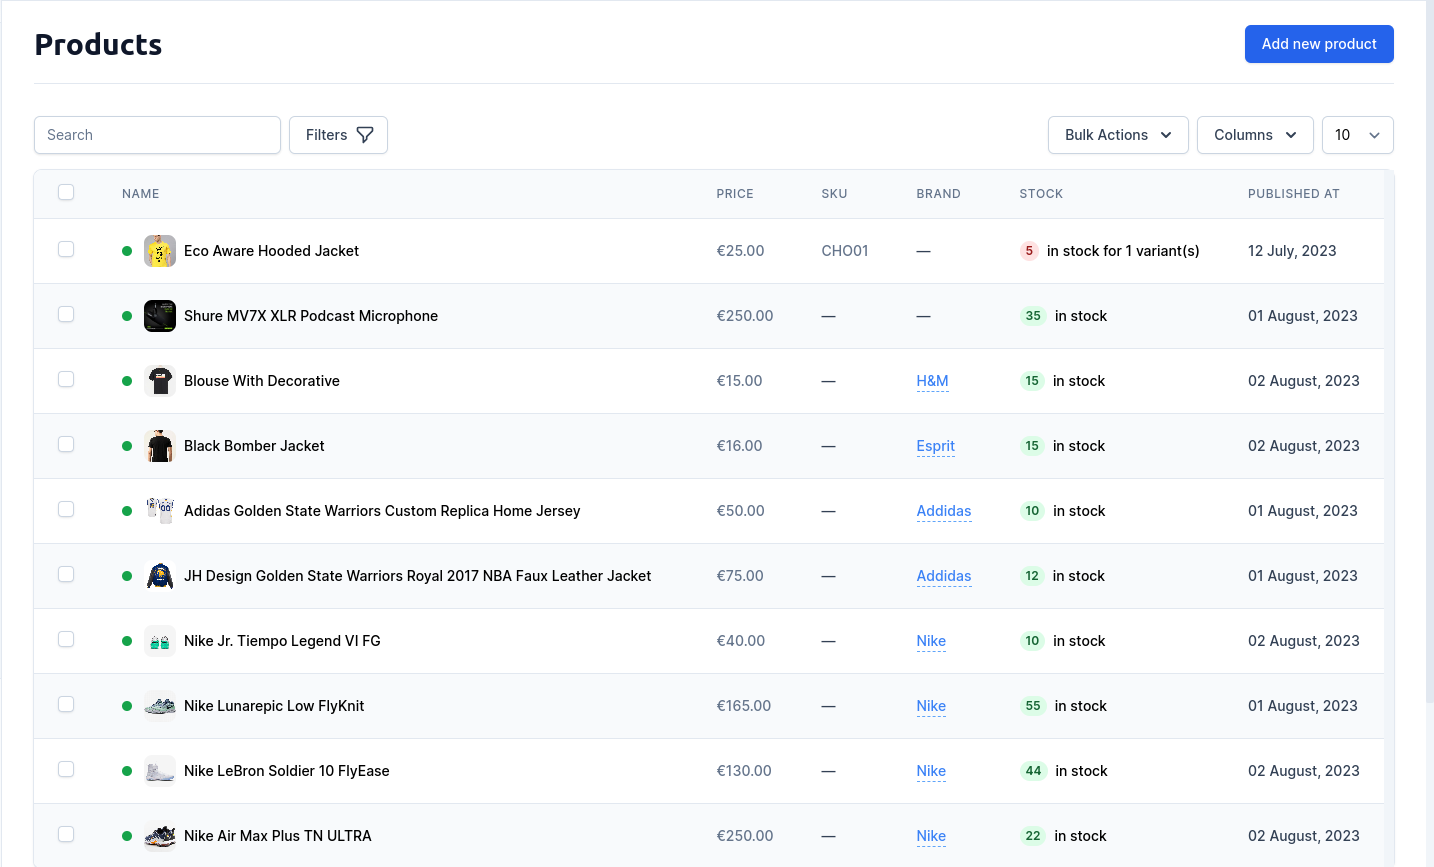 Products
Add new product
Search
Filters
Bulk Actions
Columns
10
NAME PRICE SKU BRAND STOCK PUBLISHED AT
Eco Aware Hooded Jacket €25.00 CHO01 — 5 in stock for 1 variant(s) 12 July, 2023
Shure MV7X XLR Podcast Microphone €250.00 — — 35 in stock 01 August, 2023
Blouse With Decorative €15.00 — H&M 15 in stock 02 August, 2023
Black Bomber Jacket €16.00 — Esprit 15 in stock 02 August, 2023
Adidas Golden State Warriors Custom Replica Home Jersey €50.00 — Addidas 10 in stock 01 August, 2023
JH Design Golden State Warriors Royal 2017 NBA Faux Leather Jacket €75.00 — Addidas 12 in stock 01 August, 2023
Nike Jr. Tiempo Legend VI FG €40.00 — Nike 10 in stock 02 August, 2023
Nike Lunarepic Low FlyKnit €165.00 — Nike 55 in stock 01 August, 2023
Nike LeBron Soldier 10 FlyEase €130.00 — Nike 44 in stock 02 August, 2023
Nike Air Max Plus TN ULTRA €250.00 — Nike 22 in stock 02 August, 2023